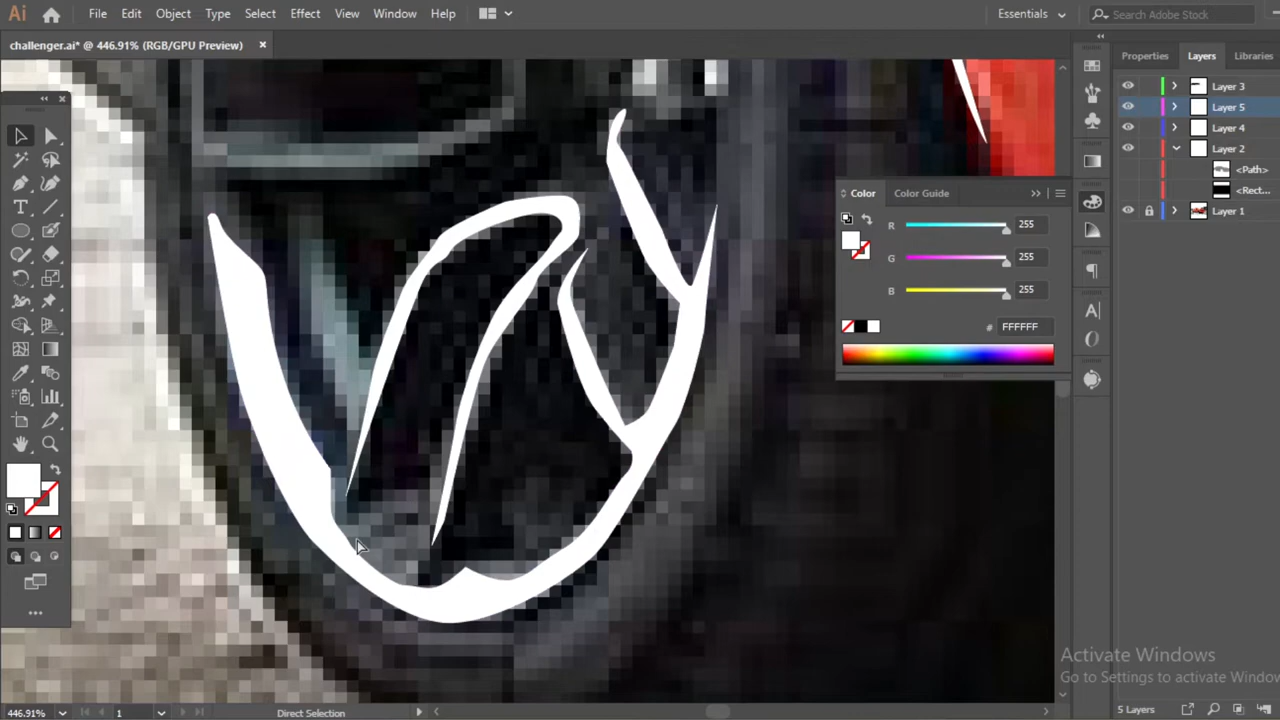 Ai File Edit Object Type Select Effect View Window Help Essentials Search Adobe Stock
challenger.ai* @ 446.91% (RGB/GPU Preview) ×
Properties Layers Libraries
Layer 3
Layer 5
Layer 4
Layer 2
<Path>
<Rect...
Layer 1
Color Color Guide
R 255
G 255
B 255
# FFFFFF
T
A
Activate Windows
Go to Settings to activate Window
446.91% 1 Direct Selection 5 Layers